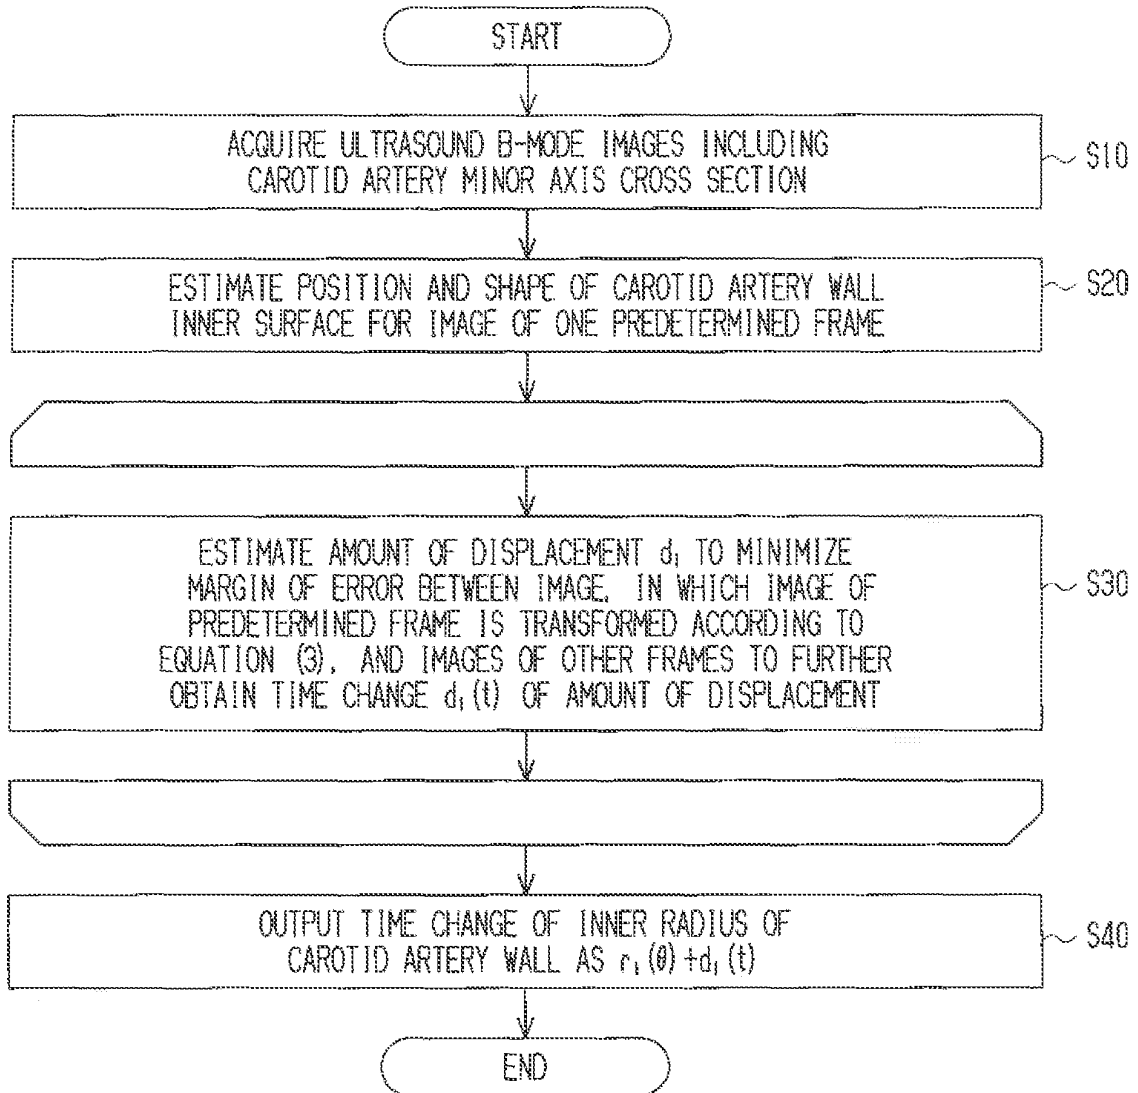 START
ACQUIRE ULTRASOUND B-MODE IMAGES INCLUDING
CAROTID ARTERY MINOR AXIS CROSS SECTION
S10
ESTIMATE POSITION AND SHAPE OF CAROTID ARTERY WALL
INNER SURFACE FOR IMAGE OF ONE PREDETERMINED FRAME
S20
ESTIMATE AMOUNT OF DISPLACEMENT dI TO MINIMIZE
MARGIN OF ERROR BETWEEN IMAGE, IN WHICH IMAGE OF
PREDETERMINED FRAME IS TRANSFORMED ACCORDING TO
EQUATION (3), AND IMAGES OF OTHER FRAMES TO FURTHER
OBTAIN TIME CHANGE dI(t) OF AMOUNT OF DISPLACEMENT
S30
OUTPUT TIME CHANGE OF INNER RADIUS OF
CAROTID ARTERY WALL AS rI(θ)+dI(t)
S40
END